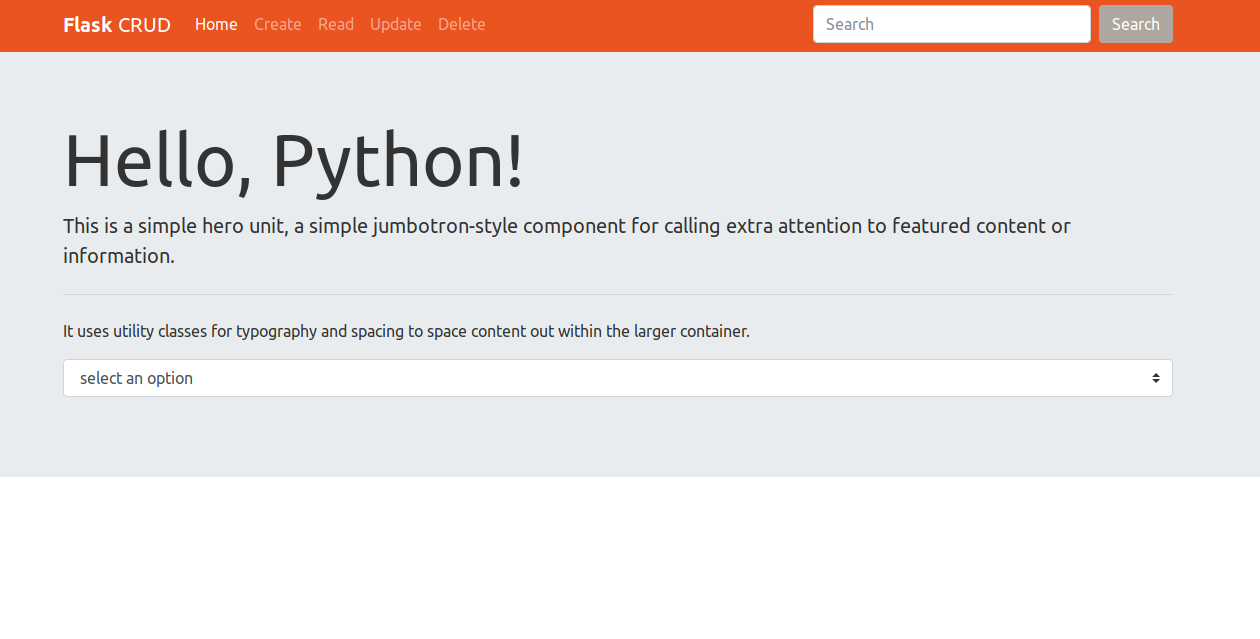 Flask CRUD Home Create Read Update Delete Search Search
Hello, Python!
This is a simple hero unit, a simple jumbotron-style component for calling extra attention to featured content or
information.
It uses utility classes for typography and spacing to space content out within the larger container.
select an option